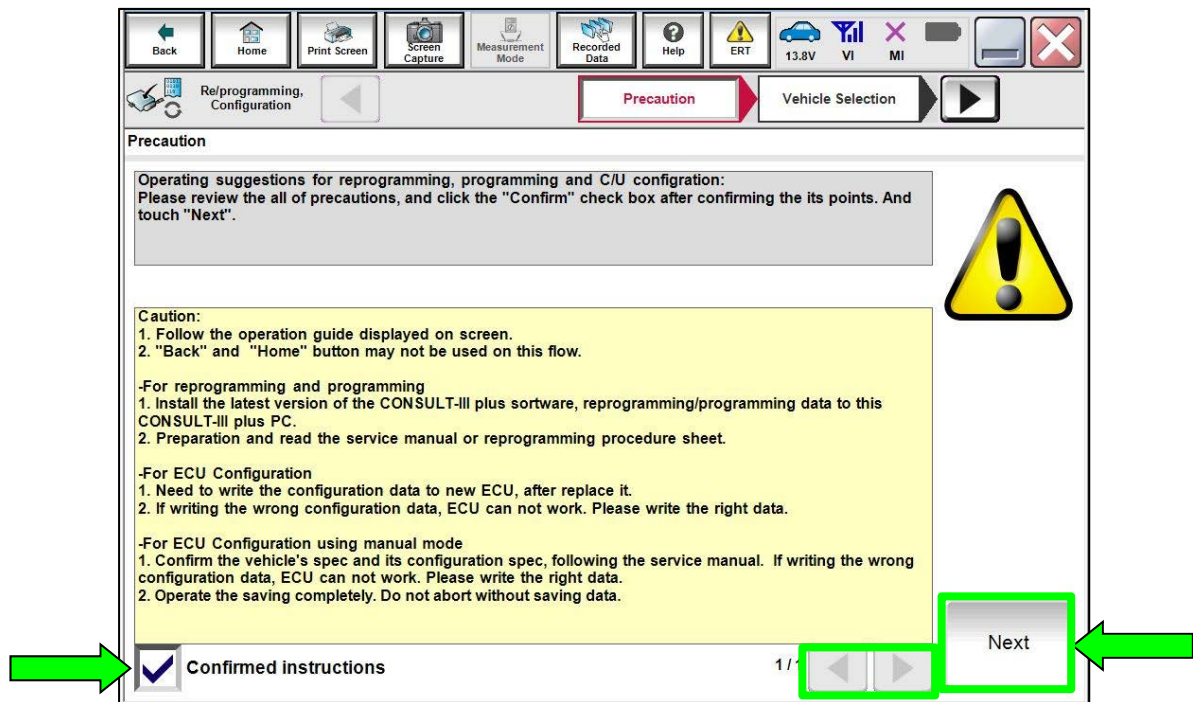 Back
Home
Print Screen
Screen
Capture
Measurement
Mode
Recorded
Data
Help
ERT
13.8V
VI
MI
Re/programming,
Configuration
Precaution
Vehicle Selection
Precaution
Operating suggestions for reprogramming, programming and C/U configration:
Please review the all of precautions, and click the "Confirm" check box after confirming the its points. And
touch "Next".
Caution:
1. Follow the operation guide displayed on screen.
2. "Back" and "Home" button may not be used on this flow.
-For reprogramming and programming
1. Install the latest version of the CONSULT-III plus sortware, reprogramming/programming data to this
CONSULT-III plus PC.
2. Preparation and read the service manual or reprogramming procedure sheet.
-For ECU Configuration
1. Need to write the configuration data to new ECU, after replace it.
2. If writing the wrong configuration data, ECU can not work. Please write the right data.
-For ECU Configuration using manual mode
1. Confirm the vehicle's spec and its configuration spec, following the service manual. If writing the wrong
configuration data, ECU can not work. Please write the right data.
2. Operate the saving completely. Do not abort without saving data.
Next
Confirmed instructions
1/